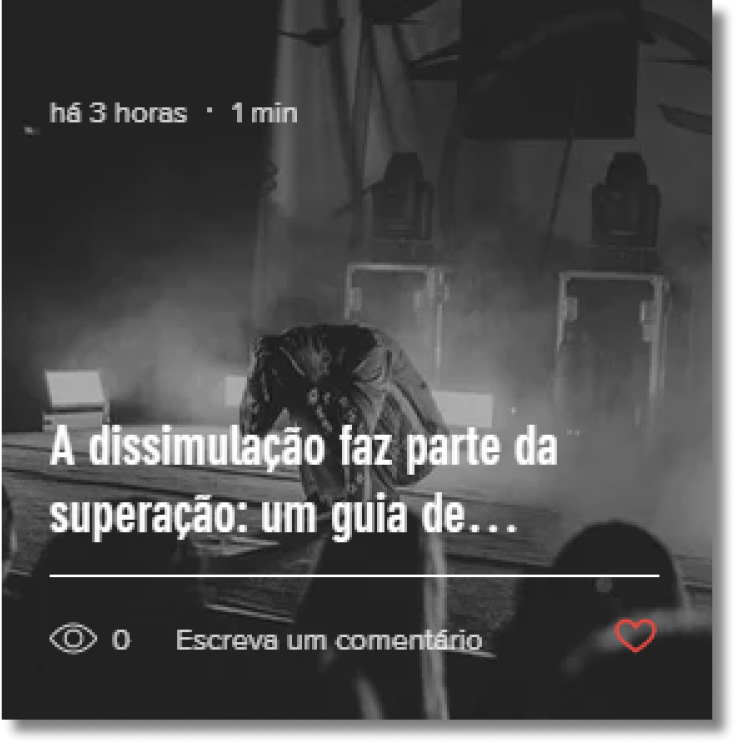 há 3 horas · 1 min
A dissimulação faz parte da
superação: um guia de...
0 Escreva um comentário